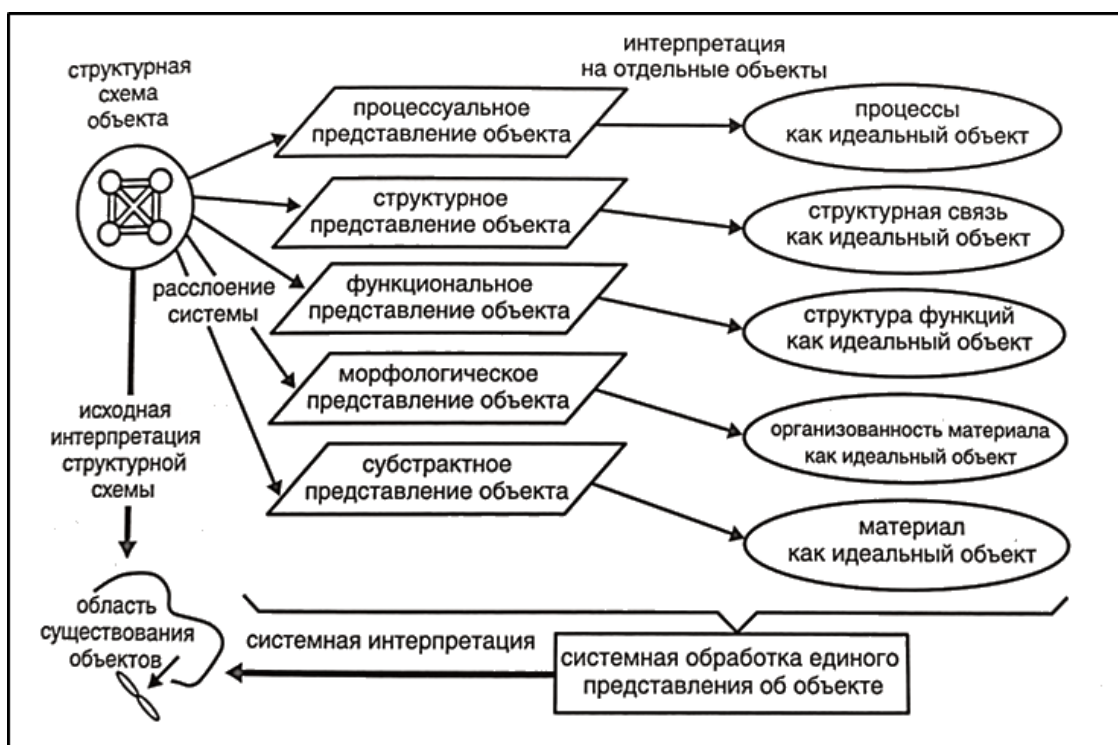 структурная
схема
объекта
интерпретация
на отдельные объекты
процессуальное
представление объекта
процессы
как идеальный объект
структурное
представление объекта
структурная связь
как идеальный объект
расслоение
системы
функциональное
представление объекта
структура функций
как идеальный объект
морфологическое
представление объекта
организованность материала
как идеальный объект
исходная
интерпретация
структурной
схемы
субстрактное
представление объекта
материал
как идеальный объект
область
существования
объектов
системная интерпретация
системная обработка единого
представления об объекте